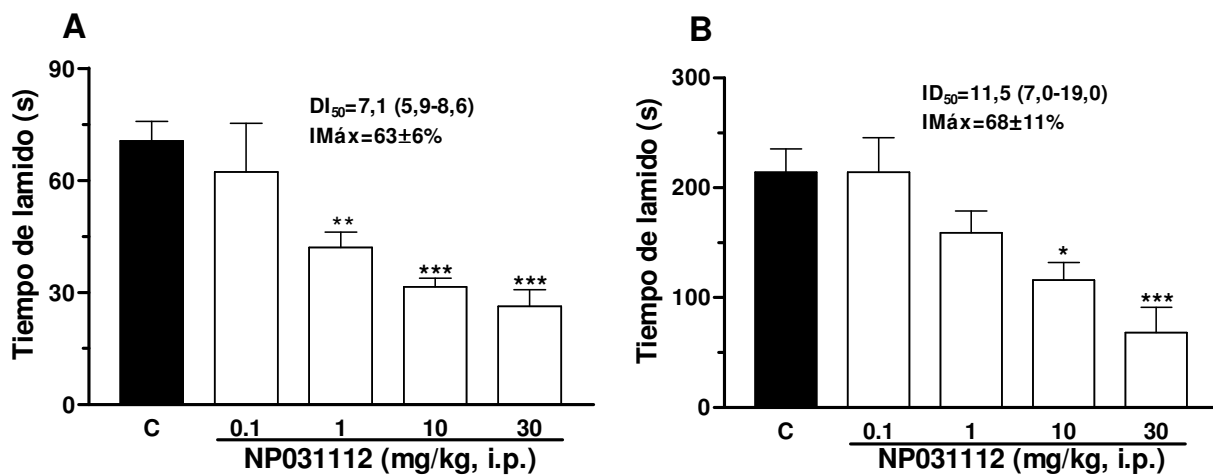 A
Tiempo de lamido (s)
90
60
30
0
DI50=7,1 (5,9-8,6)
IMáx=63±6%
**
***
***
C 0.1 1 10 30
NP031112 (mg/kg, i.p.)
B
Tiempo de lamido (s)
300
200
100
0
ID50=11,5 (7,0-19,0)
IMáx=68±11%
*
***
C 0.1 1 10 30
NP031112 (mg/kg, i.p.)